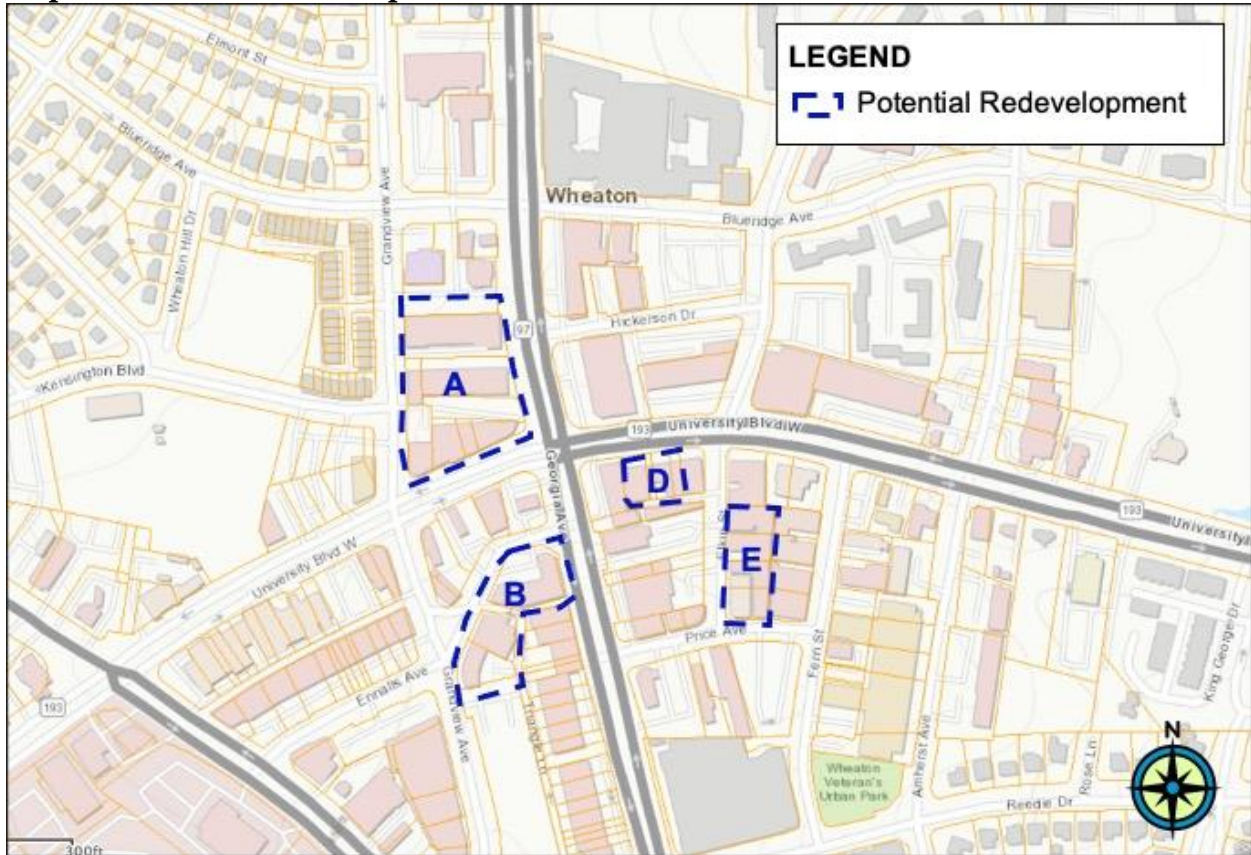 LEGEND
Potential Redevelopment
Elmont St
Blueridge Ave
Wheaton Hill Dr
Grandview Ave
Wheaton
Blueridge Ave
97
Hickerson Dr
Kensington Blvd
A
193
University Blvd W
Georgia Ave
D
193
University
University Blvd W
E
B
Price Ave
Fern St
King George Dr
Ennalls Ave
Grandview Ave
193
Triangle Ln
Amherst Ave
Rose Ln
N
Wheaton
Veteran's
Urban Park
Reedie Dr
300ft